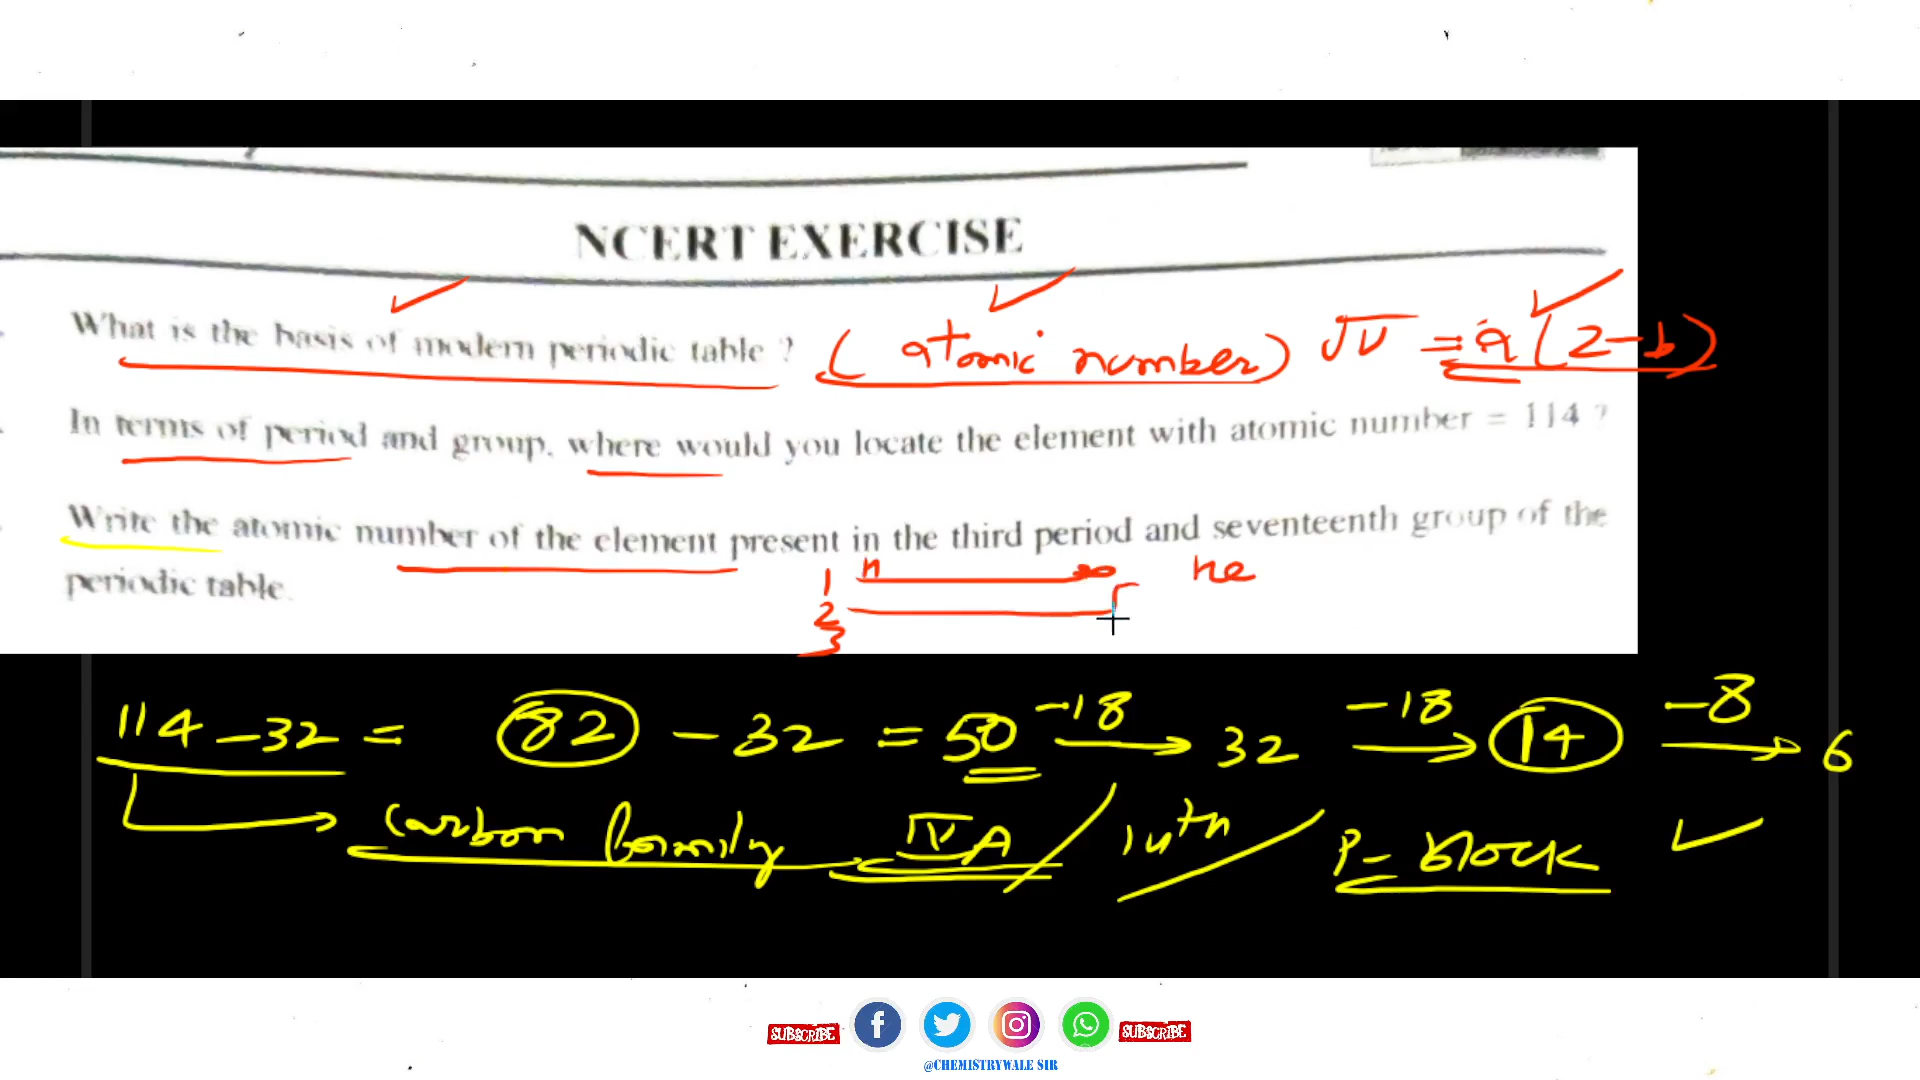 NCERT EXERCISE
What is the basis of modern periodic table ? (atomic number) √ν = a(Z-b)
In terms of period and group, where would you locate the element with atomic number = 114 ?
Write the atomic number of the element present in the third period and seventeenth group of the
periodic table.
1 H He
2
3
114 - 32 = 82 - 32 = 50 -18 → 32 -18 → 14 -8 → 6
Carbon family IVA / 14th / P-block
SUBSCRIBE
SUBSCRIBE
@CHEMISTRYWALE SIR